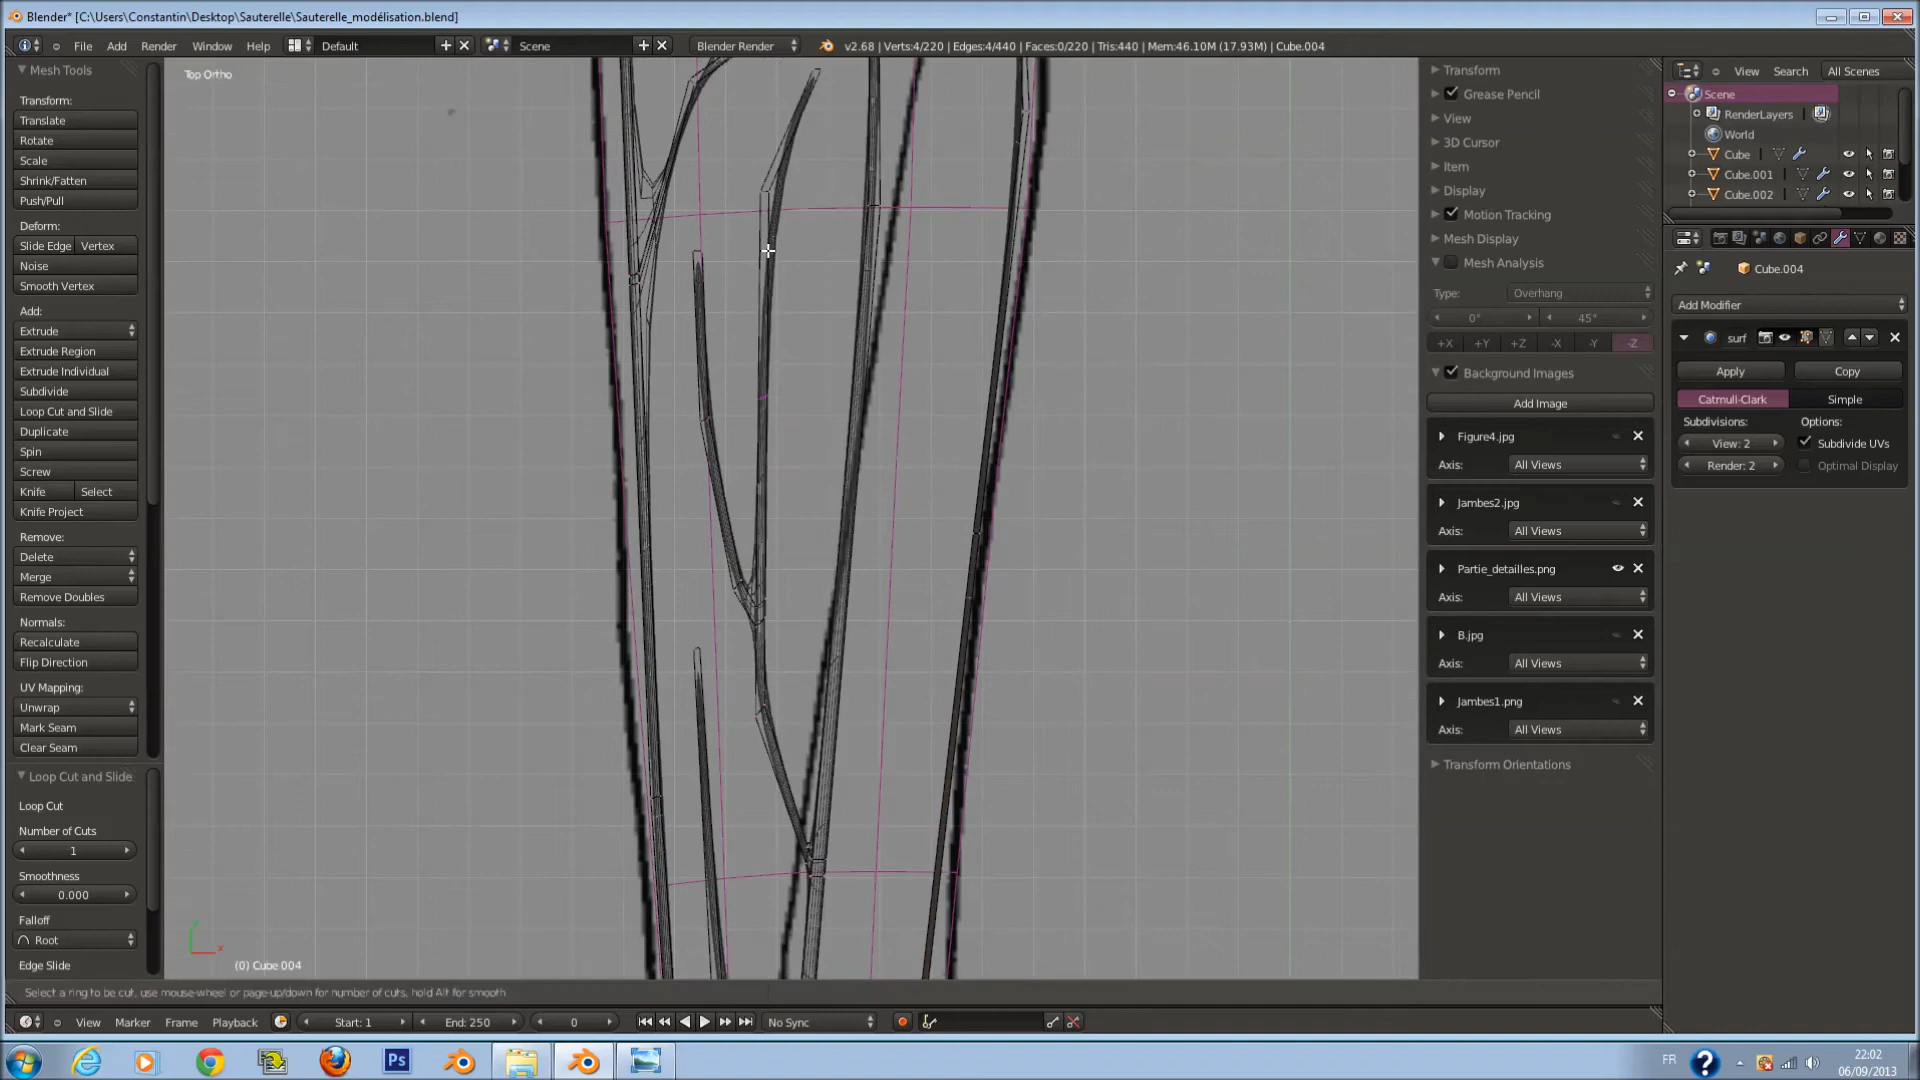 Blender* [C:\Users\Constantin\Desktop\Sauterelle\Sauterelle_modélisation.blend]
File Add Render Window Help Default Scene Blender Render v2.68 | Verts:4/220 | Edges:4/440 | Faces:0/220 | Tris:440 | Mem:46.10M (17.93M) | Cube.004
Mesh Tools
Transform:
Translate
Rotate
Scale
Shrink/Fatten
Push/Pull
Deform:
Slide Edge Vertex
Noise
Smooth Vertex
Add:
Extrude
Extrude Region
Extrude Individual
Subdivide
Loop Cut and Slide
Duplicate
Spin
Screw
Knife Select
Knife Project
Remove:
Delete
Merge
Remove Doubles
Normals:
Recalculate
Flip Direction
UV Mapping:
Unwrap
Mark Seam
Clear Seam
Loop Cut and Slide
Loop Cut
Number of Cuts
1
Smoothness
0.000
Falloff
Root
Edge Slide
Top Ortho
y
x
(0) Cube.004
Transform
Grease Pencil
View
3D Cursor
Item
Display
Motion Tracking
Mesh Display
Mesh Analysis
Type: Overhang
0° 45°
+X +Y +Z -X -Y -Z
Background Images
Add Image
Figure4.jpg
Axis: All Views
Jambes2.jpg
Axis: All Views
Partie_detailles.png
Axis: All Views
B.jpg
Axis: All Views
Jambes1.png
Axis: All Views
Transform Orientations
View Search All Scenes
Scene
RenderLayers
World
Cube
Cube.001
Cube.002
Cube.004
Add Modifier
surf
Apply Copy
Catmull-Clark Simple
Subdivisions: Options:
View: 2 Subdivide UVs
Render: 2 Optimal Display
Select a ring to be cut, use mouse-wheel or page-up/down for number of cuts, hold Alt for smooth
View Marker Frame Playback Start: 1 End: 250 0 No Sync
Ps
FR
22:02
06/09/2013